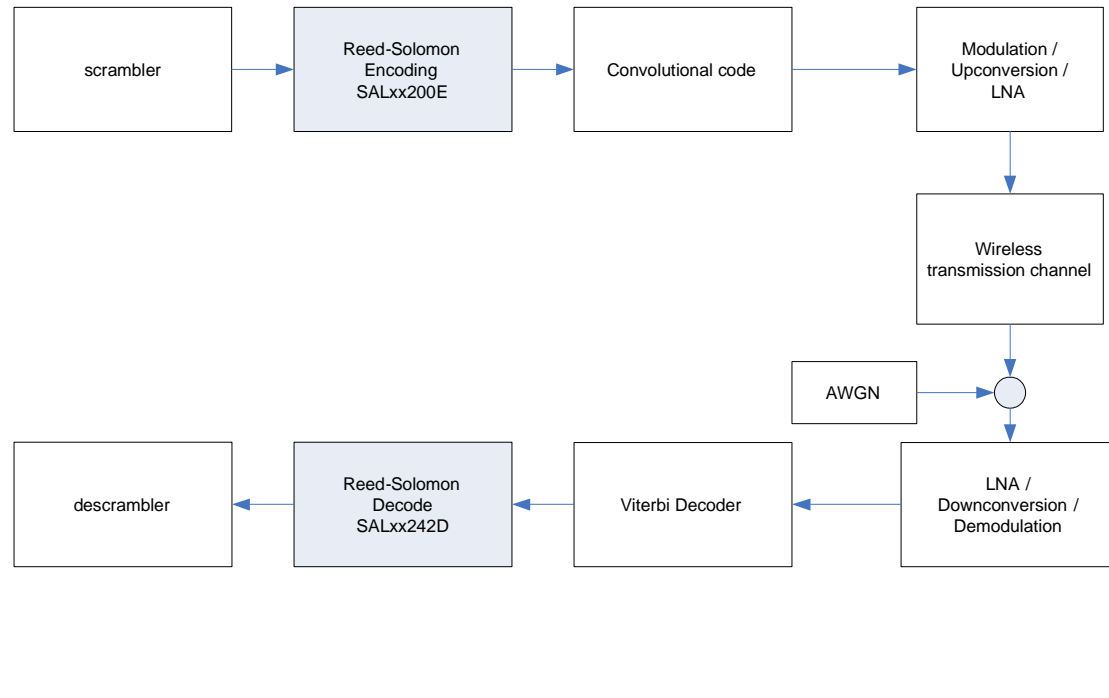 scrambler
Reed-Solomon
Encoding
SALxx200E
Convolutional code
Modulation /
Upconversion /
LNA
Wireless
transmission channel
AWGN
LNA /
Downconversion /
Demodulation
Viterbi Decoder
Reed-Solomon
Decode
SALxx242D
descrambler